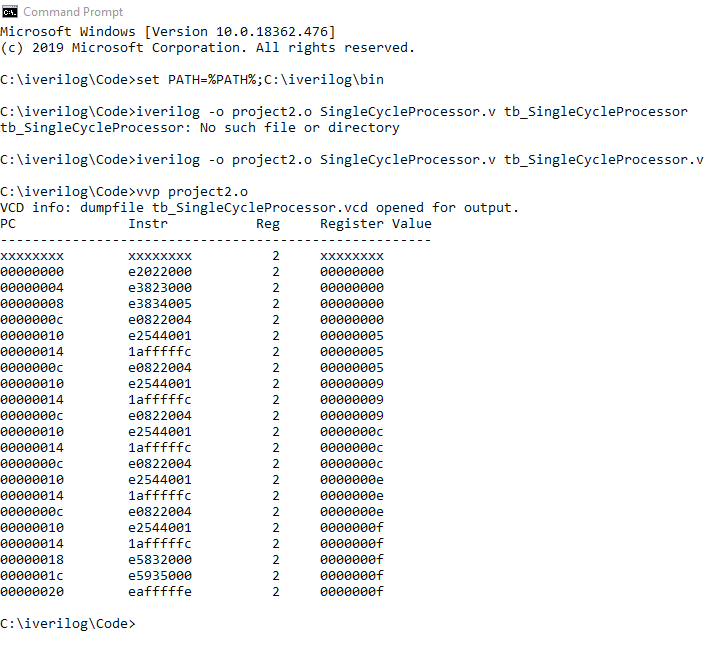 Command Prompt
Microsoft Windows [Version 10.0.18362.476]
(c) 2019 Microsoft Corporation. All rights reserved.
C:\iverilog\Code>set PATH=%PATH%;C:\iverilog\bin
C:\iverilog\Code>iverilog -o project2.o SingleCycleProcessor.v tb_SingleCycleProcessor
tb_SingleCycleProcessor: No such file or directory
C:\iverilog\Code>iverilog -o project2.o SingleCycleProcessor.v tb_SingleCycleProcessor.v
C:\iverilog\Code>vvp project2.o
VCD info: dumpfile tb_SingleCycleProcessor.vcd opened for output.
PC              Instr           Reg     Register Value
------------------------------------------------------
xxxxxxxx        xxxxxxxx          2     xxxxxxxx
00000000        e2022000          2     00000000
00000004        e3823000          2     00000000
00000008        e3834005          2     00000000
0000000c        e0822004          2     00000000
00000010        e2544001          2     00000005
00000014        1afffffc          2     00000005
0000000c        e0822004          2     00000005
00000010        e2544001          2     00000009
00000014        1afffffc          2     00000009
0000000c        e0822004          2     00000009
00000010        e2544001          2     0000000c
00000014        1afffffc          2     0000000c
0000000c        e0822004          2     0000000c
00000010        e2544001          2     0000000e
00000014        1afffffc          2     0000000e
0000000c        e0822004          2     0000000e
00000010        e2544001          2     0000000f
00000014        1afffffc          2     0000000f
00000018        e5832000          2     0000000f
0000001c        e5935000          2     0000000f
00000020        eafffffe          2     0000000f
C:\iverilog\Code>